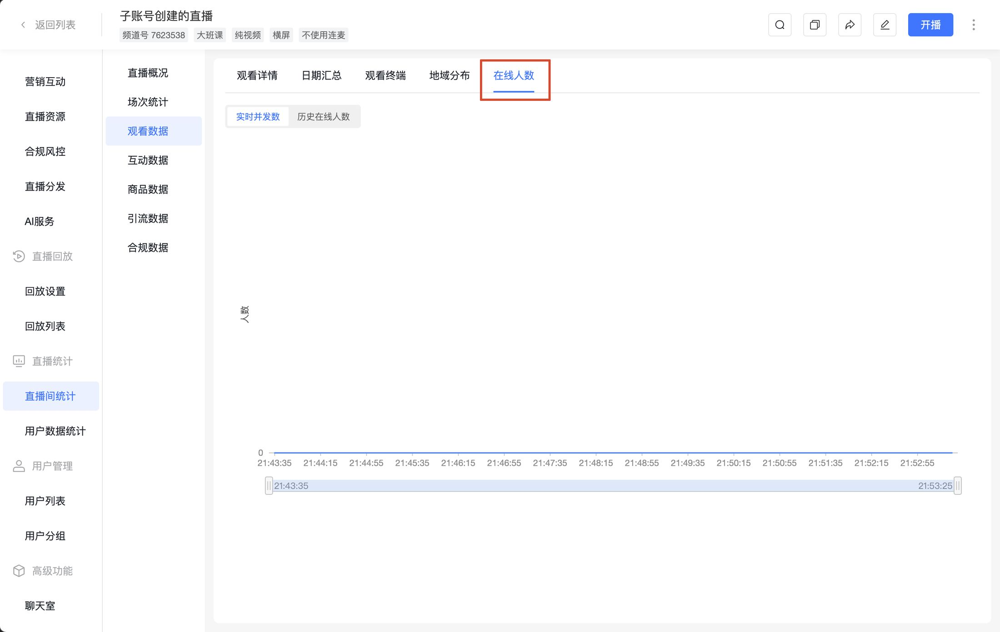 返回列表
子账号创建的直播
频道号 7623538 大班课 纯视频 横屏 不使用连麦
开播
营销互动
直播资源
合规风控
直播分发
AI服务
直播回放
回放设置
回放列表
直播统计
直播间统计
用户数据统计
用户管理
用户列表
用户分组
高级功能
聊天室
直播概况
场次统计
观看数据
互动数据
商品数据
引流数据
合规数据
观看详情 日期汇总 观看终端 地域分布 在线人数
实时并发数 历史在线人数
人数
0
21:43:35 21:44:15 21:44:55 21:45:35 21:46:15 21:46:55 21:47:35 21:48:15 21:48:55 21:49:35 21:50:15 21:50:55 21:51:35 21:52:15 21:52:55
21:43:35 21:53:25